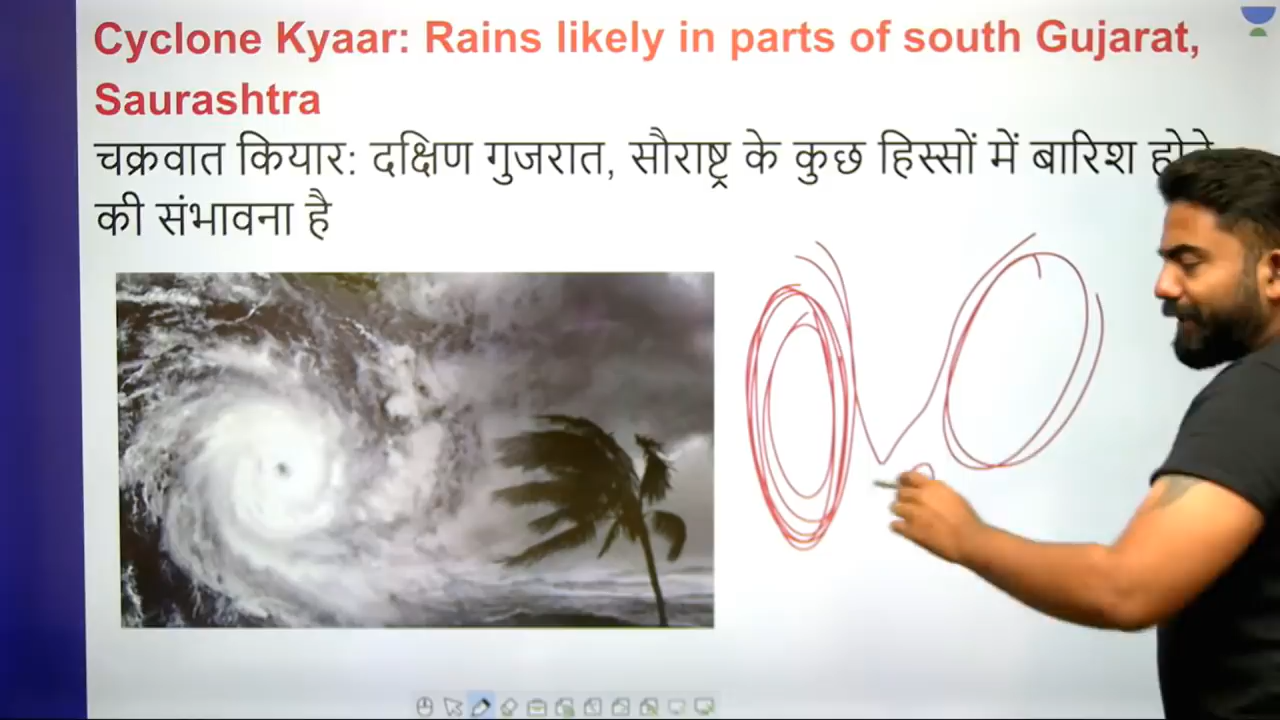 Cyclone Kyaar: Rains likely in parts of south Gujarat,
Saurashtra
चक्रवात कियार: दक्षिण गुजरात, सौराष्ट्र के कुछ हिस्सों में बारिश होने
की संभावना है